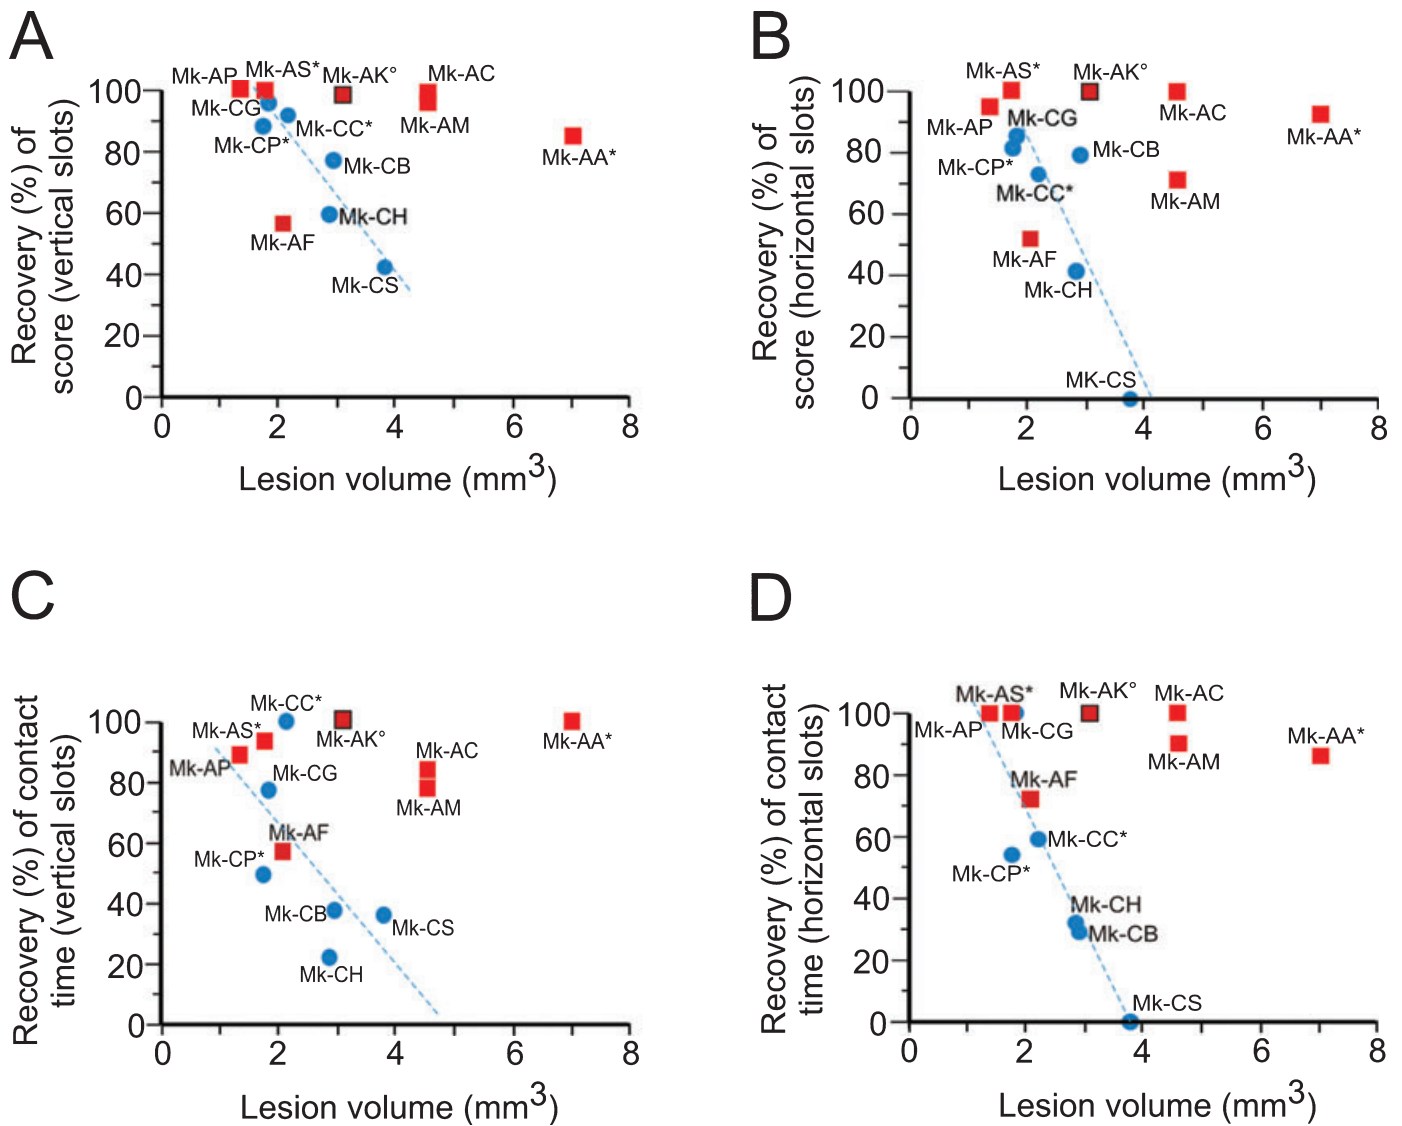 A
Recovery (%) of
score (vertical slots)
100
80
60
40
20
0
Mk-AP
Mk-AS*
Mk-AK°
Mk-AC
Mk-CG
Mk-CC*
Mk-AM
Mk-CP*
Mk-CB
Mk-AA*
Mk-CH
Mk-AF
Mk-CS
0 2 4 6 8
Lesion volume (mm3)
B
Recovery (%) of
score (horizontal slots)
100
80
60
40
20
0
Mk-AS*
Mk-AK°
Mk-AP
Mk-CG
Mk-AC
Mk-AA*
Mk-CP*
Mk-CB
Mk-CC*
Mk-AM
Mk-AF
Mk-CH
MK-CS
0 2 4 6 8
Lesion volume (mm3)
C
Recovery (%) of contact
time (vertical slots)
100
80
60
40
20
0
Mk-CC*
Mk-AS*
Mk-AK°
Mk-AA*
Mk-AP
Mk-CG
Mk-AC
Mk-AM
Mk-AF
Mk-CP*
Mk-CB
Mk-CS
Mk-CH
0 2 4 6 8
Lesion volume (mm3)
D
Recovery (%) of contact
time (horizontal slots)
100
80
60
40
20
0
Mk-AS*
Mk-AK°
Mk-AC
Mk-AP
Mk-CG
Mk-AA*
Mk-AM
Mk-AF
Mk-CC*
Mk-CP*
Mk-CH
Mk-CB
Mk-CS
0 2 4 6 8
Lesion volume (mm3)